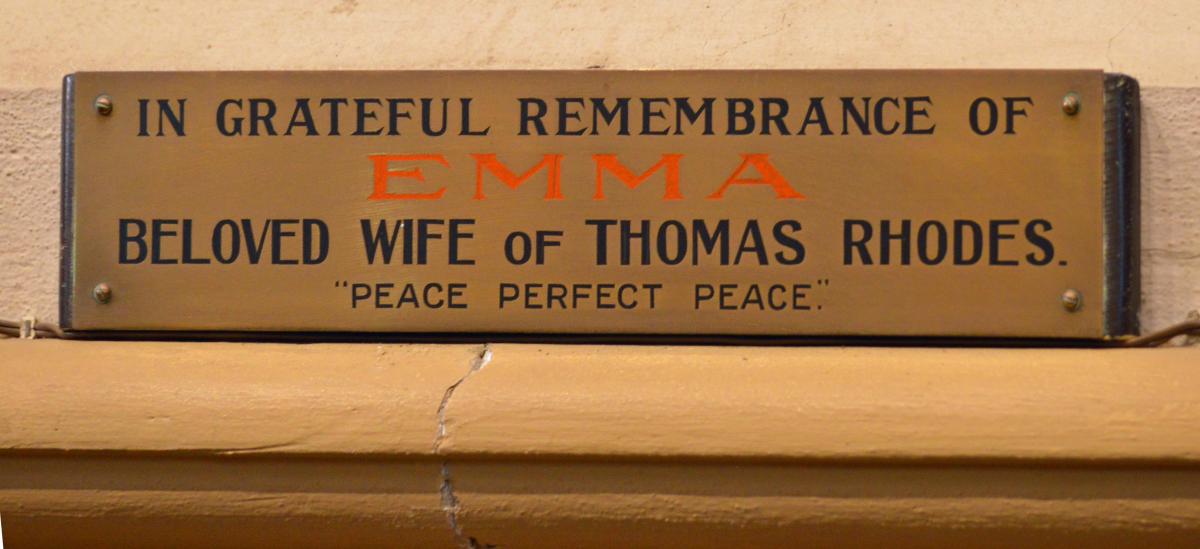 IN GRATEFUL REMEMBRANCE OF
EMMA
BELOVED WIFE OF THOMAS RHODES.
"PEACE PERFECT PEACE."